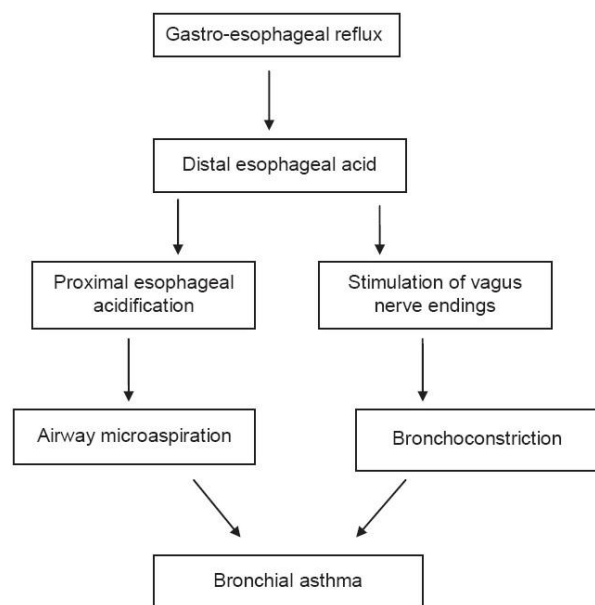 Gastro-esophageal reflux
Distal esophageal acid
Proximal esophageal
acidification
Stimulation of vagus
nerve endings
Airway microaspiration
Bronchoconstriction
Bronchial asthma